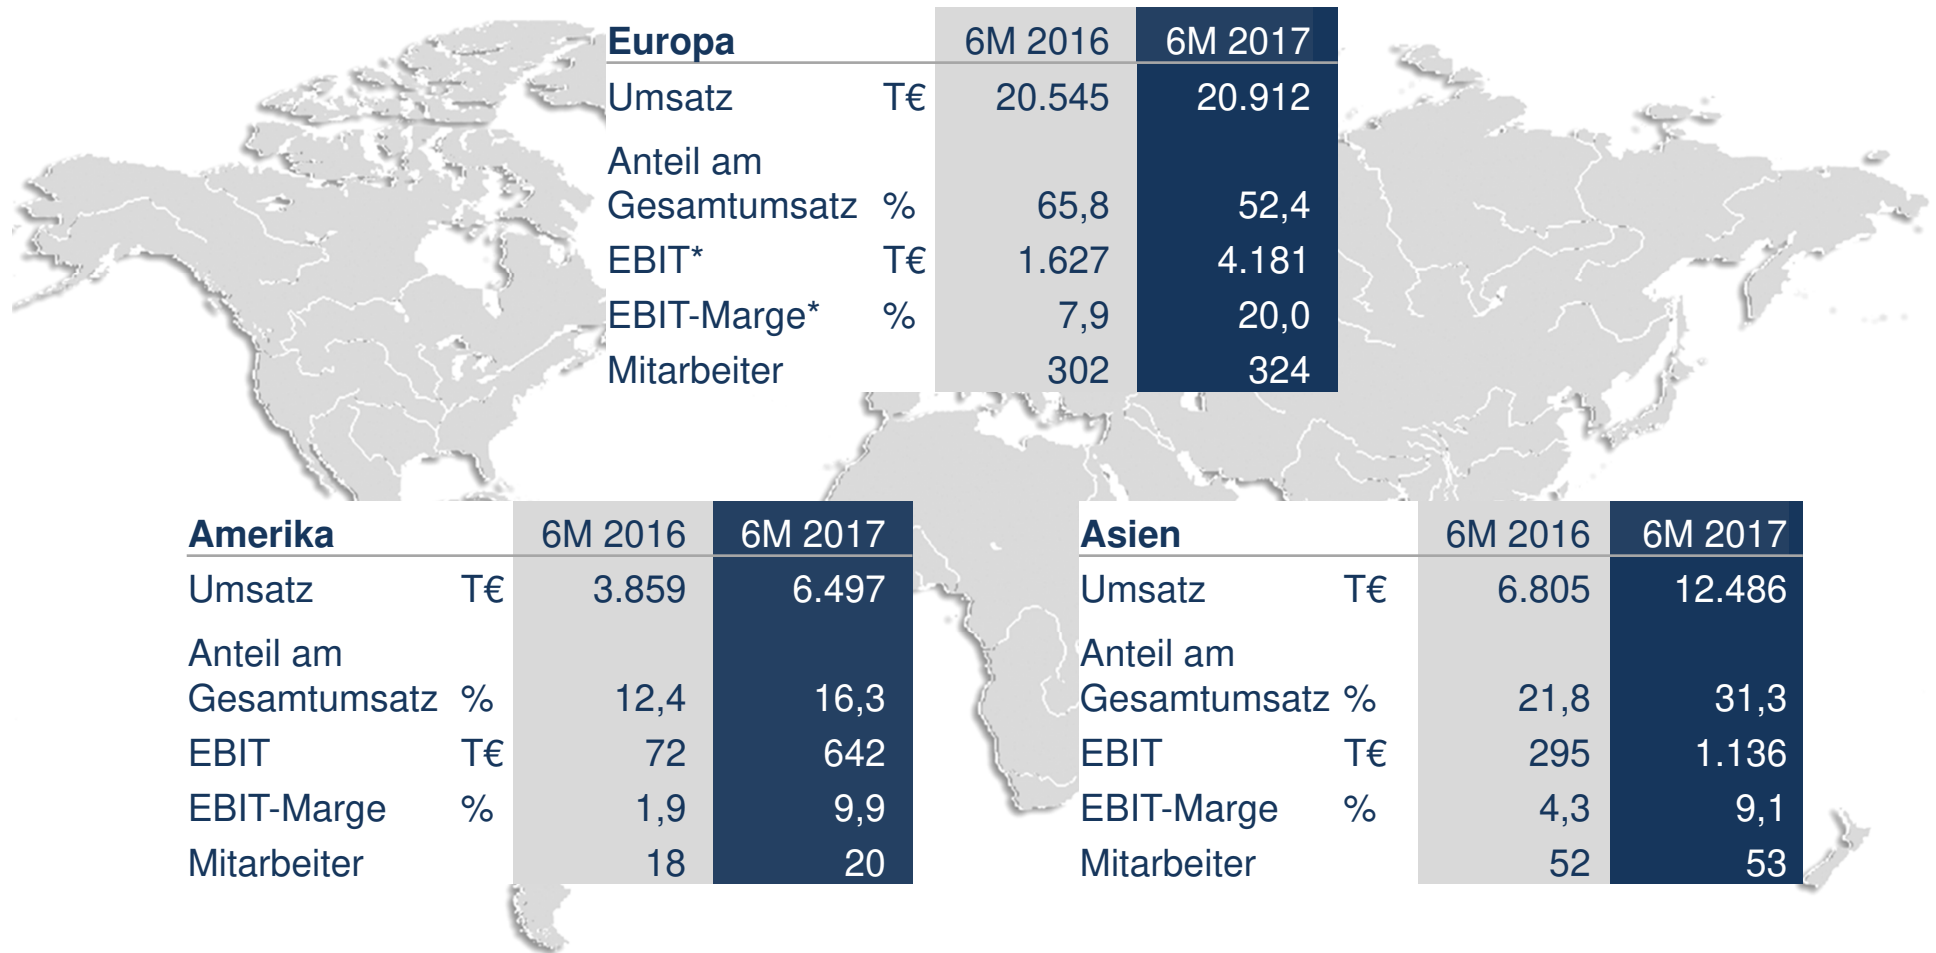 Europa 6M 2016 6M 2017
Umsatz T€ 20.545 20.912
Anteil am
Gesamtumsatz % 65,8 52,4
EBIT* T€ 1.627 4.181
EBIT-Marge* % 7,9 20,0
Mitarbeiter 302 324
Amerika 6M 2016 6M 2017
Umsatz T€ 3.859 6.497
Anteil am
Gesamtumsatz % 12,4 16,3
EBIT T€ 72 642
EBIT-Marge % 1,9 9,9
Mitarbeiter 18 20
Asien 6M 2016 6M 2017
Umsatz T€ 6.805 12.486
Anteil am
Gesamtumsatz % 21,8 31,3
EBIT T€ 295 1.136
EBIT-Marge % 4,3 9,1
Mitarbeiter 52 53